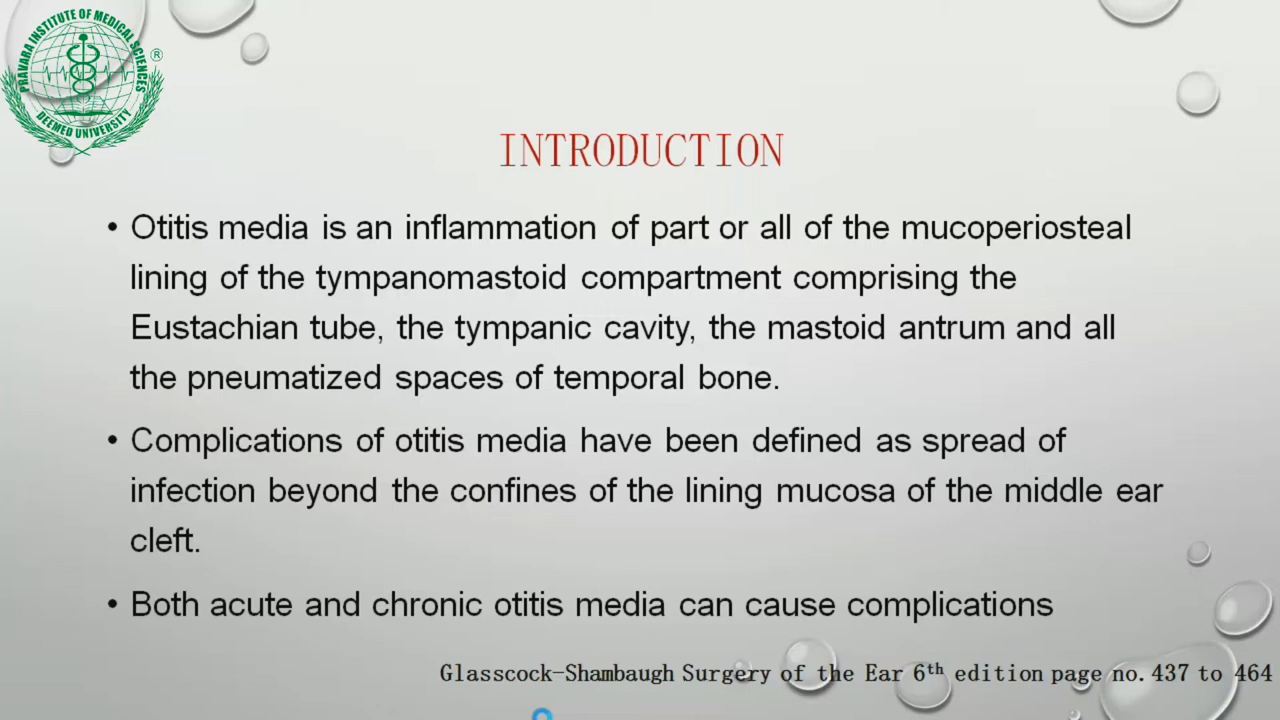 PRAVARA INSTITUTE OF MEDICAL SCIENCES
®
DEEMED UNIVERSITY
INTRODUCTION
• Otitis media is an inflammation of part or all of the mucoperiosteal
lining of the tympanomastoid compartment comprising the
Eustachian tube, the tympanic cavity, the mastoid antrum and all
the pneumatized spaces of temporal bone.
• Complications of otitis media have been defined as spread of
infection beyond the confines of the lining mucosa of the middle ear
cleft.
• Both acute and chronic otitis media can cause complications
Glasscock-Shambaugh Surgery of the Ear 6th edition page no. 437 to 464